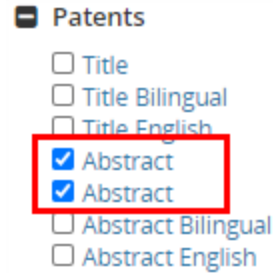 Patents
Title
Title Bilingual
Title English
Abstract
Abstract
Abstract Bilingual
Abstract English